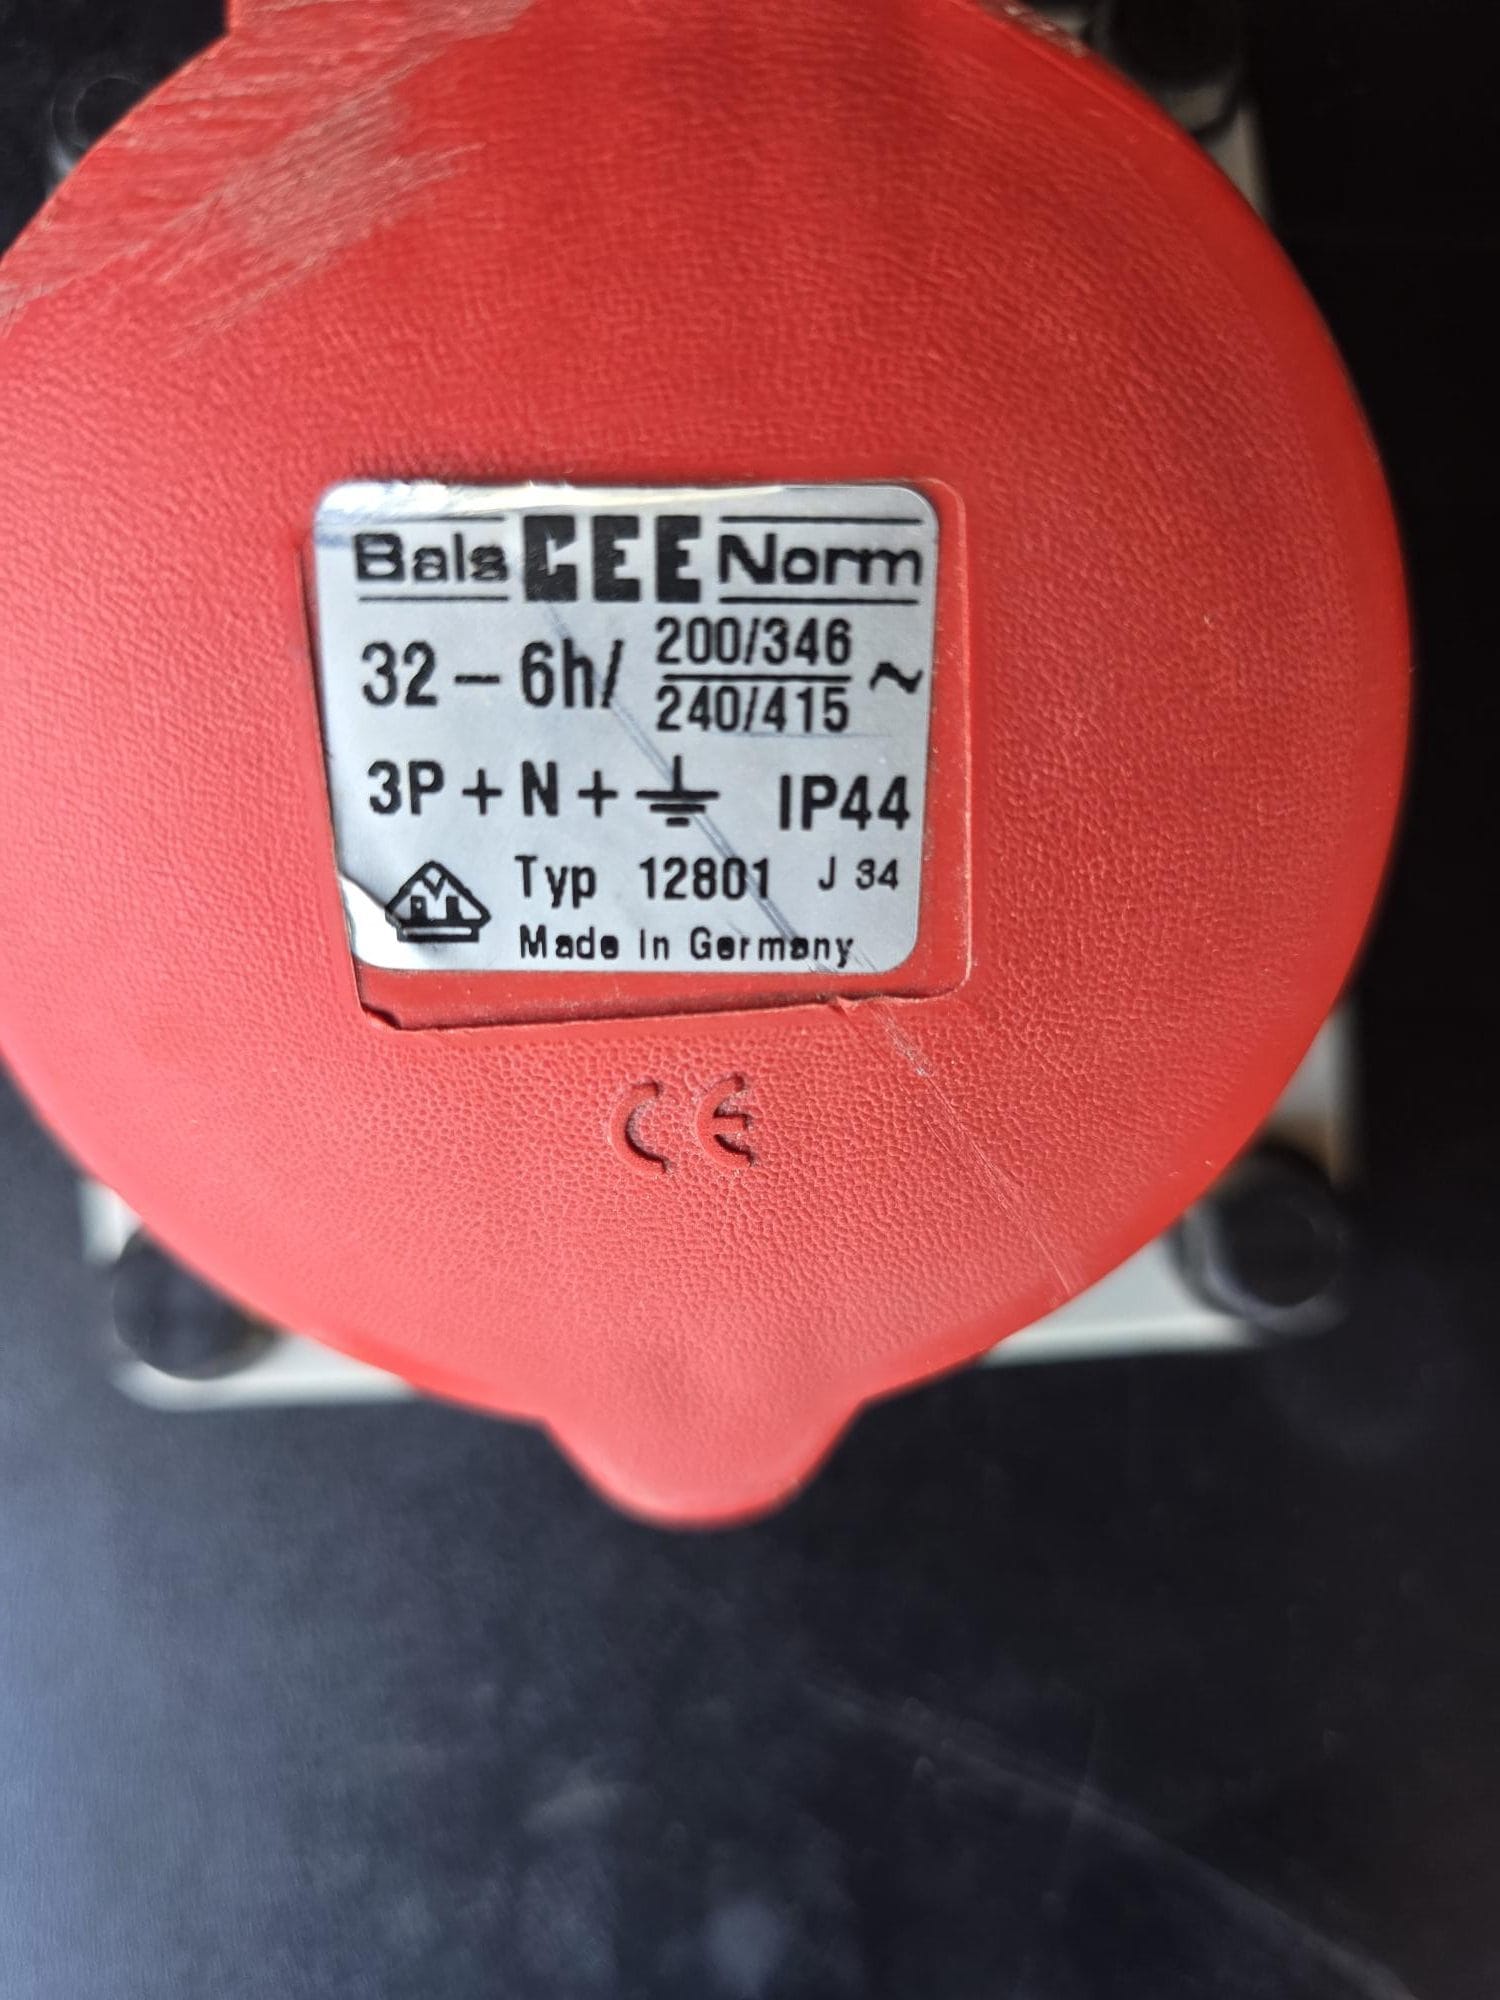 Bals CEE Norm
32 – 6h/ 200/346
240/415 ~
3P + N + ⏚ IP44
Typ 12801 J 34
Made in Germany
CE